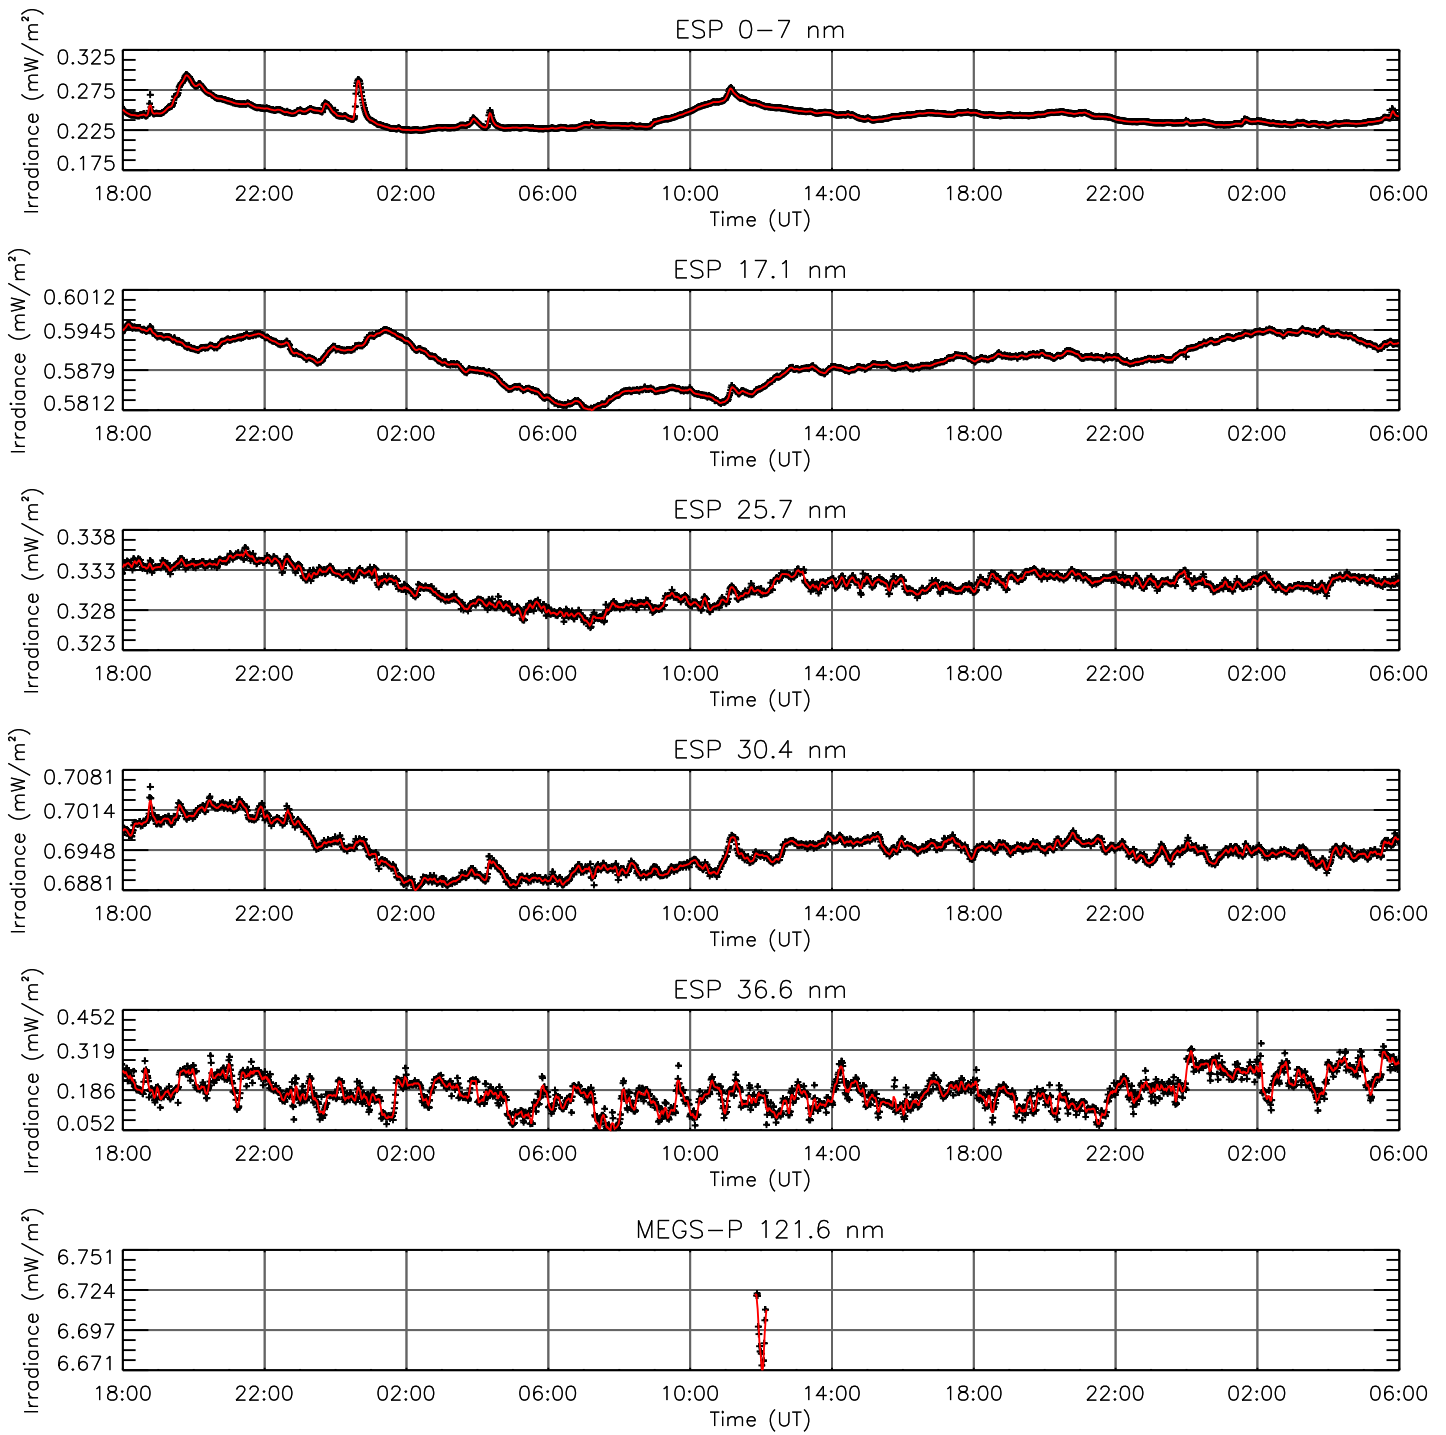 ESP 0-7 nm
Irradiance (mW/m²)
0.325
0.275
0.225
0.175
18:00 22:00 02:00 06:00 10:00 14:00 18:00 22:00 02:00 06:00
Time (UT)
ESP 17.1 nm
Irradiance (mW/m²)
0.6012
0.5945
0.5879
0.5812
18:00 22:00 02:00 06:00 10:00 14:00 18:00 22:00 02:00 06:00
Time (UT)
ESP 25.7 nm
Irradiance (mW/m²)
0.338
0.333
0.328
0.323
18:00 22:00 02:00 06:00 10:00 14:00 18:00 22:00 02:00 06:00
Time (UT)
ESP 30.4 nm
Irradiance (mW/m²)
0.7081
0.7014
0.6948
0.6881
18:00 22:00 02:00 06:00 10:00 14:00 18:00 22:00 02:00 06:00
Time (UT)
ESP 36.6 nm
Irradiance (mW/m²)
0.452
0.319
0.186
0.052
18:00 22:00 02:00 06:00 10:00 14:00 18:00 22:00 02:00 06:00
Time (UT)
MEGS-P 121.6 nm
Irradiance (mW/m²)
6.751
6.724
6.697
6.671
18:00 22:00 02:00 06:00 10:00 14:00 18:00 22:00 02:00 06:00
Time (UT)